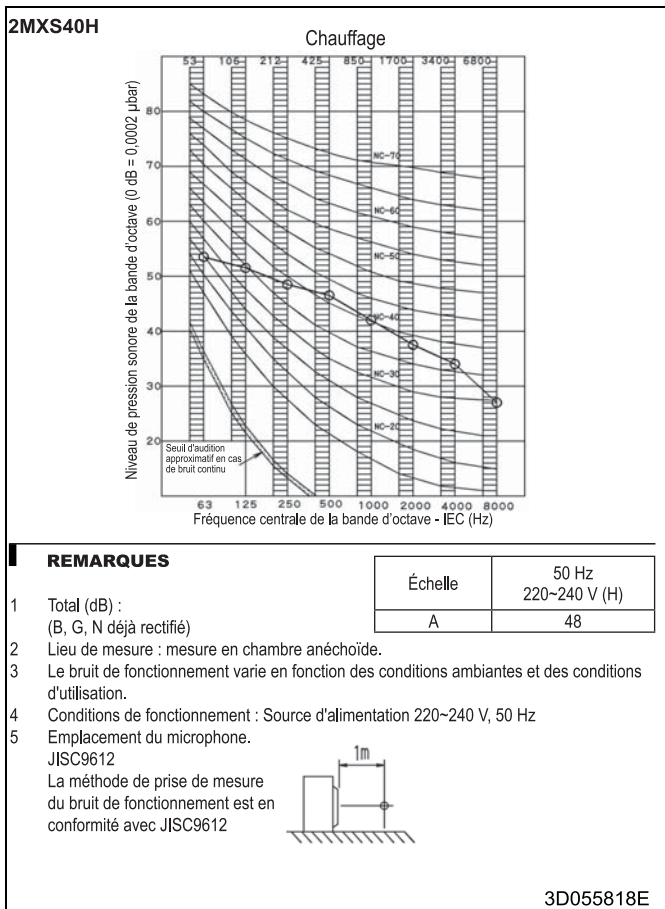 2MXS40H
Chauffage
53 106 212 425 850 1700 3400 6800
Niveau de pression sonore de la bande d'octave (0 dB = 0,0002 µbar)
80
70
60
50
40
30
20
NC-70
NC-60
NC-50
NC-40
NC-30
NC-20
Seuil d'audition
approximatif en cas
de bruit continu
63 125 250 500 1000 2000 4000 8000
Fréquence centrale de la bande d'octave - IEC (Hz)
REMARQUES
Échelle
50 Hz
220~240 V (H)
A 48
1 Total (dB) :
(B, G, N déjà rectifié)
2 Lieu de mesure : mesure en chambre anéchoïde.
3 Le bruit de fonctionnement varie en fonction des conditions ambiantes et des conditions
d'utilisation.
4 Conditions de fonctionnement : Source d'alimentation 220~240 V, 50 Hz
5 Emplacement du microphone.
JISC9612
La méthode de prise de mesure
du bruit de fonctionnement est en
conformité avec JISC9612
1m
3D055818E